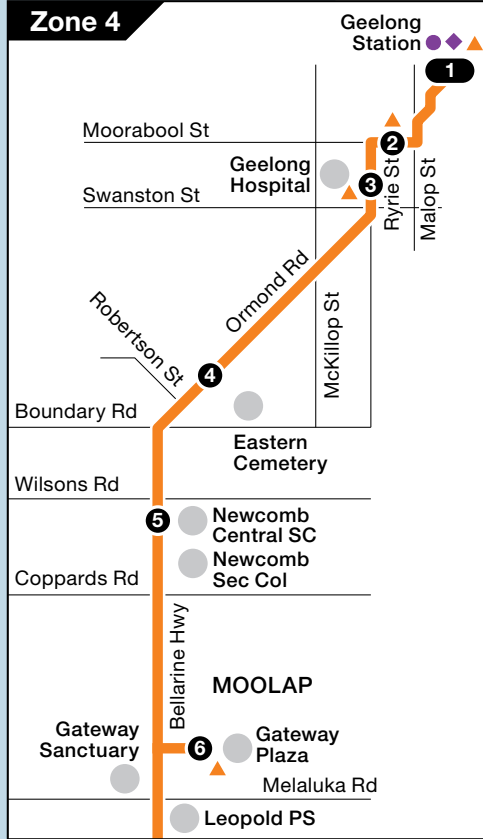 Zone 4
Geelong
Station
1
Moorabool St
2
Geelong
Hospital
3
Ryrie St
Malop St
Swanston St
Ormond Rd
McKillop St
Robertson St
4
Boundary Rd
Eastern
Cemetery
Wilsons Rd
5
Newcomb
Central SC
Newcomb
Sec Col
Coppards Rd
Bellarine Hwy
MOOLAP
Gateway
Sanctuary
6
Gateway
Plaza
Melaluka Rd
Leopold PS